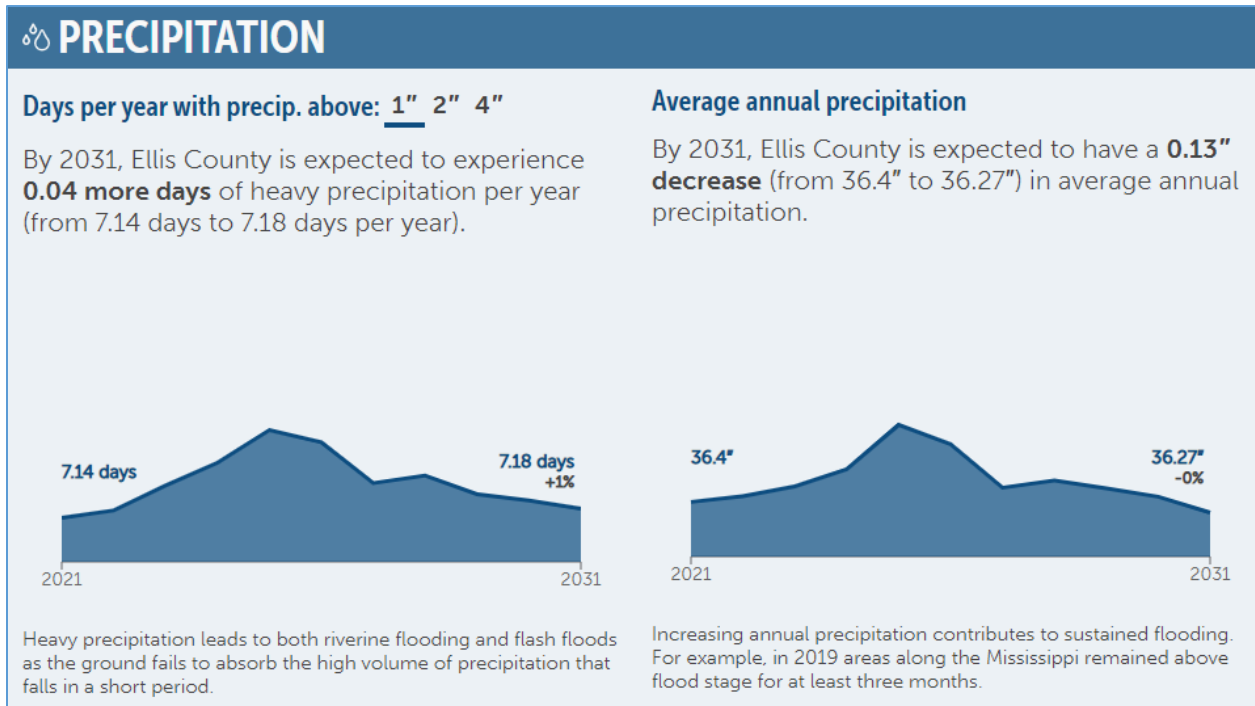 PRECIPITATION
Days per year with precip. above: 1" 2" 4"
By 2031, Ellis County is expected to experience
0.04 more days of heavy precipitation per year
(from 7.14 days to 7.18 days per year).
7.14 days
7.18 days
+1%
2021
2031
Heavy precipitation leads to both riverine flooding and flash floods
as the ground fails to absorb the high volume of precipitation that
falls in a short period.
Average annual precipitation
By 2031, Ellis County is expected to have a 0.13"
decrease (from 36.4" to 36.27") in average annual
precipitation.
36.4"
36.27"
-0%
2021
2031
Increasing annual precipitation contributes to sustained flooding.
For example, in 2019 areas along the Mississippi remained above
flood stage for at least three months.